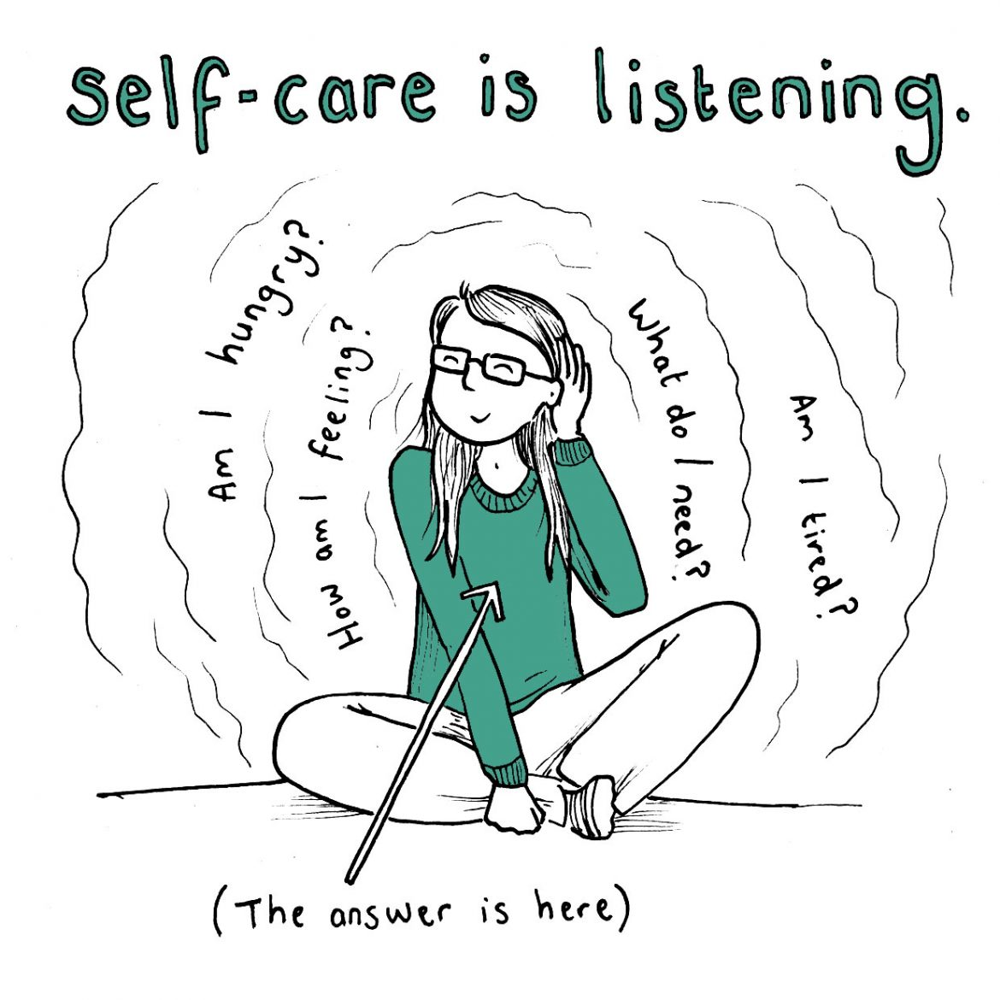 self-care is listening.
Am I hungry?
How am I feeling?
What do I need?
Am I tired?
(The answer is here)